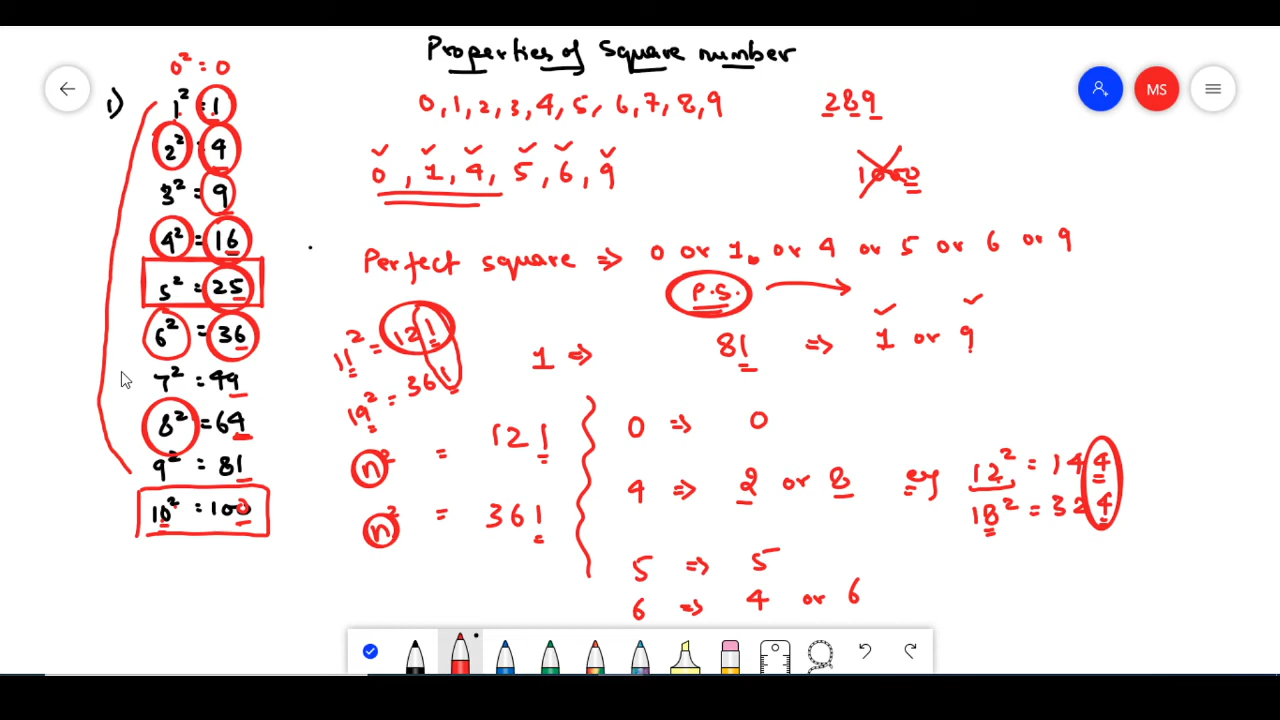 Properties of Square number
0² = 0
1) 1² = 1
2² = 4
3² = 9
4² = 16
5² = 25
6² = 36
7² = 49
8² = 64
9² = 81
10² = 100
0, 1, 2, 3, 4, 5, 6, 7, 8, 9
289
0, 1, 4, 5, 6, 9
1000
Perfect square => 0 or 1 or 4 or 5 or 6 or 9
P.S.
11² = 121
19² = 361
1 => 81 => 1 or 9
n² = 121
n² = 361
0 => 0
4 => 2 or 8
eg 12² = 144
18² = 324
5 => 5
6 => 4 or 6
MS